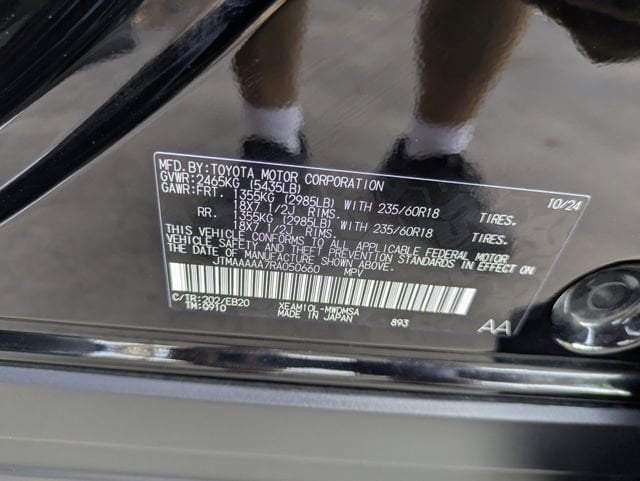 MFD. BY: TOYOTA MOTOR CORPORATION 10/24
GVWR: 2465KG (5435LB)
GAWR: FRT. 1355KG (2985LB) WITH 235/60R18 TIRES.
18X7 1/2J RIMS.
RR. 1355KG (2985LB) WITH 235/60R18 TIRES.
18X7 1/2J RIMS.
THIS VEHICLE CONFORMS TO ALL APPLICABLE FEDERAL MOTOR
VEHICLE SAFETY AND THEFT PREVENTION STANDARDS IN EFFECT ON
THE DATE OF MANUFACTURE SHOWN ABOVE.
JTMAAAAA7RA050660 MPV
C/TR: 202/EB20 XEAM10L-MWDMSA
TM: 0910 MADE IN JAPAN 893 AA